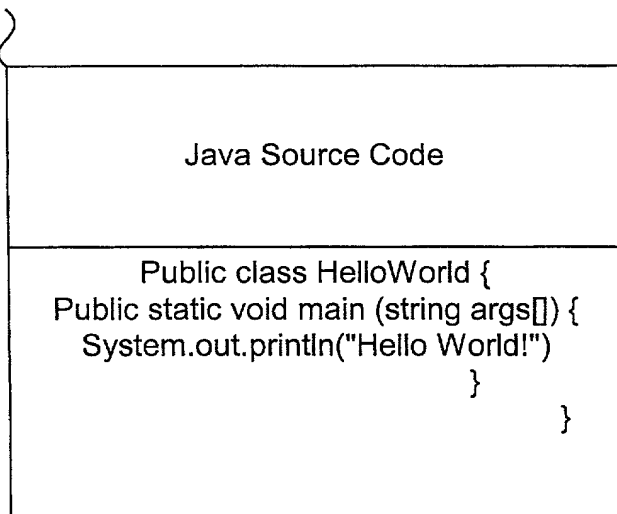 Java Source Code
Public class HelloWorld {
Public static void main (string args[]) {
System.out.println("Hello World!")
}
}